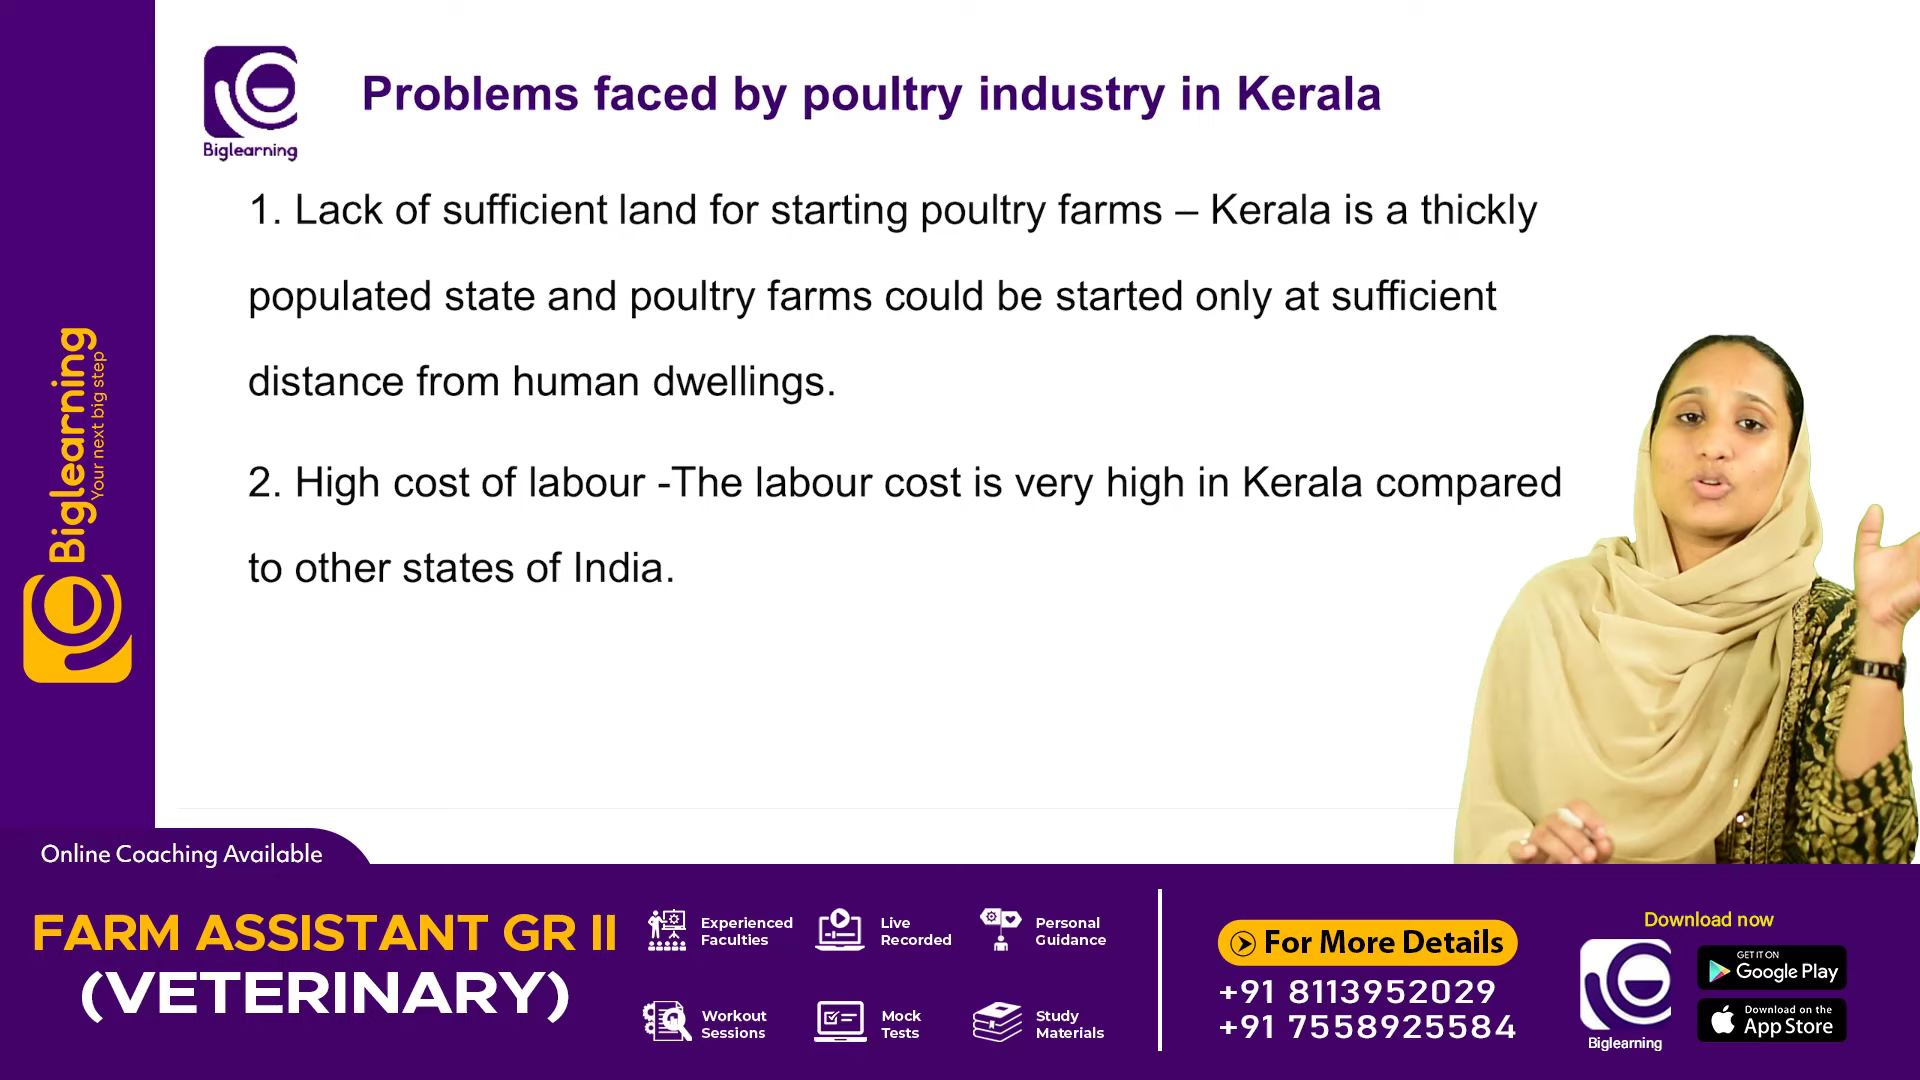 Biglearning
Problems faced by poultry industry in Kerala
1. Lack of sufficient land for starting poultry farms – Kerala is a thickly
populated state and poultry farms could be started only at sufficient
distance from human dwellings.
2. High cost of labour -The labour cost is very high in Kerala compared
to other states of India.
Biglearning
Your next big step
Online Coaching Available
FARM ASSISTANT GR II
(VETERINARY)
Experienced
Faculties
Live
Recorded
Personal
Guidance
Workout
Sessions
Mock
Tests
Study
Materials
For More Details
+91 8113952029
+91 7558925584
Download now
Biglearning
GET IT ON
Google Play
Download on the
App Store